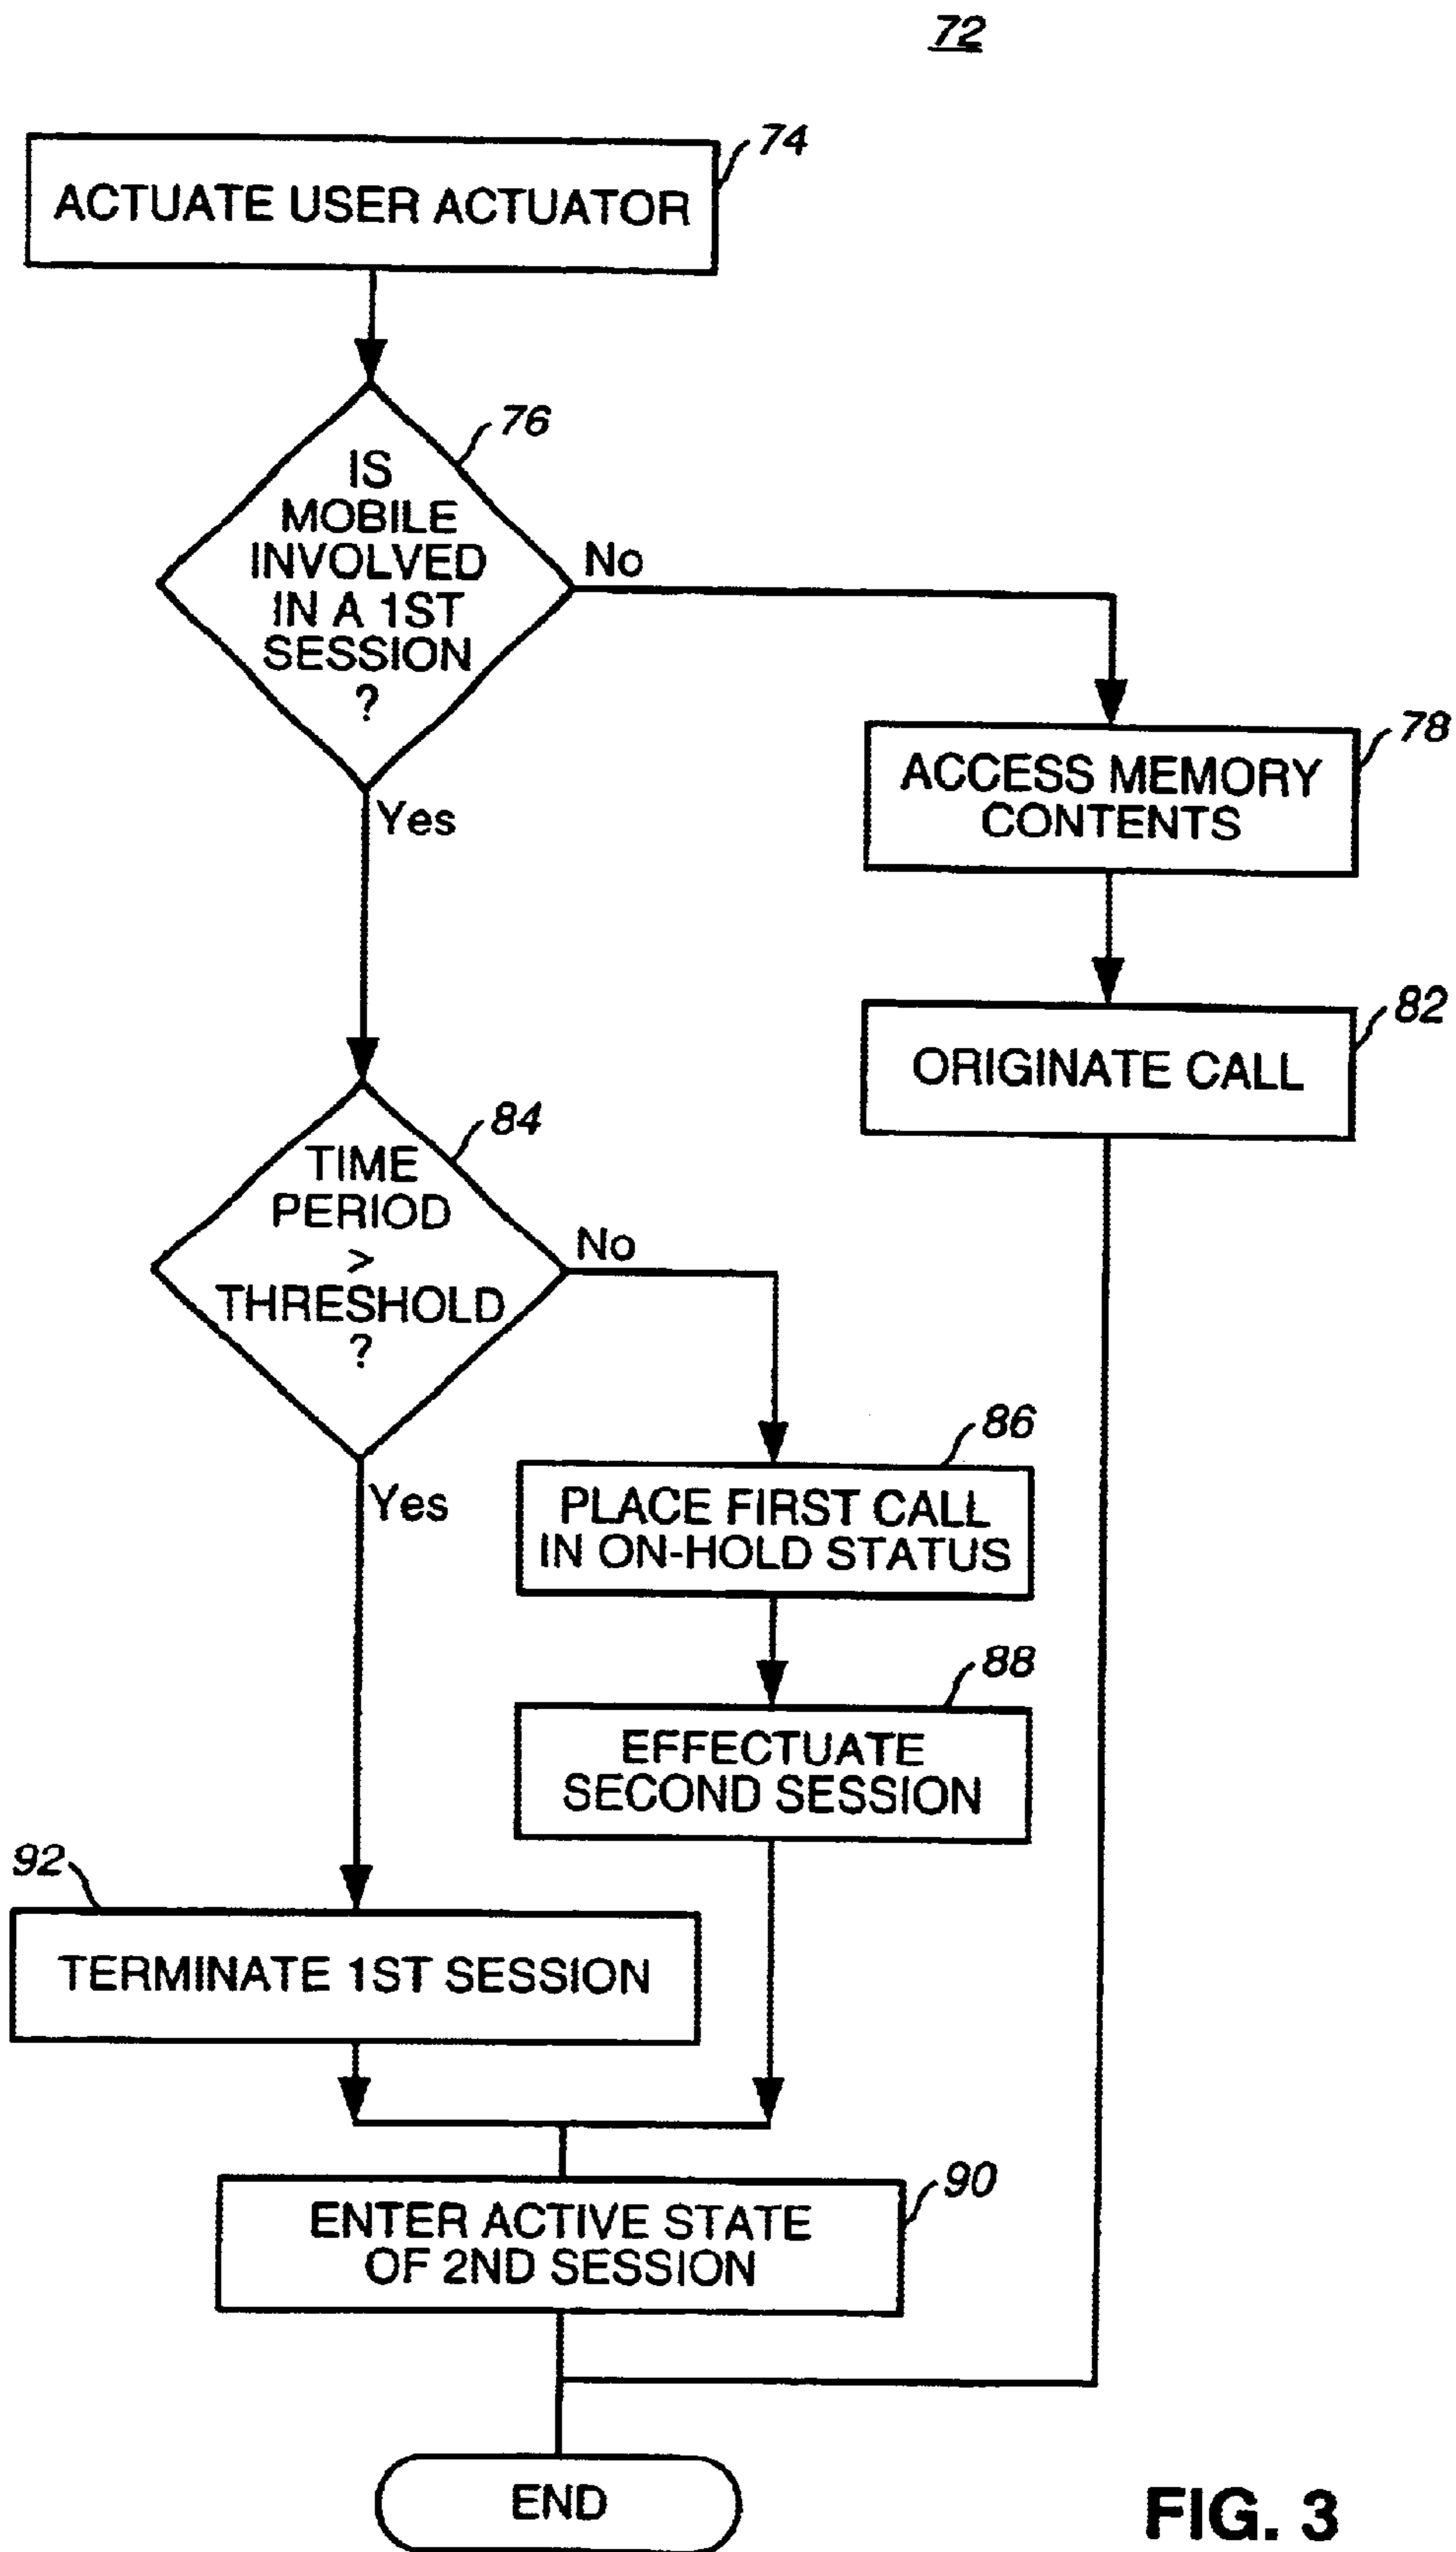 72
74
ACTUATE USER ACTUATOR
76
IS
MOBILE
INVOLVED
IN A 1ST
SESSION
?
No
Yes
78
ACCESS MEMORY
CONTENTS
82
ORIGINATE CALL
84
TIME
PERIOD
>
THRESHOLD
?
No
Yes
86
PLACE FIRST CALL
IN ON-HOLD STATUS
88
EFFECTUATE
SECOND SESSION
92
TERMINATE 1ST SESSION
90
ENTER ACTIVE STATE
OF 2ND SESSION
END
FIG. 3